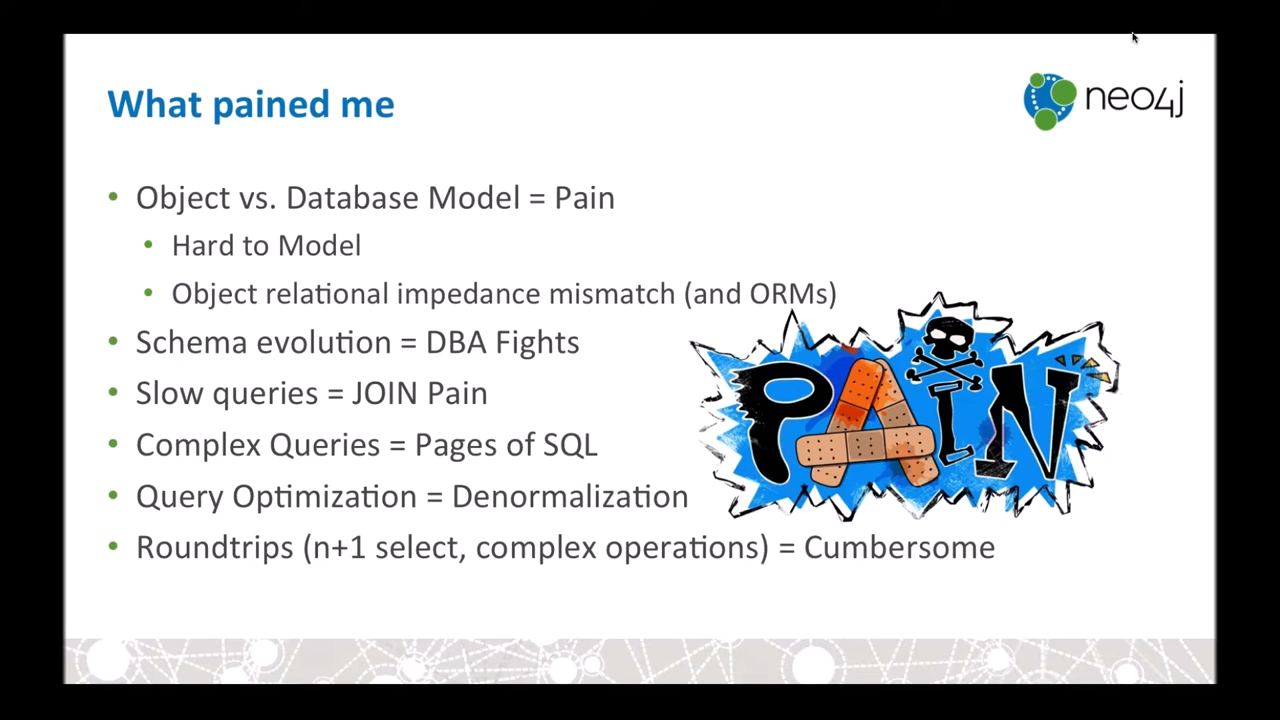 What pained me
neo4j
• Object vs. Database Model = Pain
• Hard to Model
• Object relational impedance mismatch (and ORMs)
• Schema evolution = DBA Fights
• Slow queries = JOIN Pain
• Complex Queries = Pages of SQL
• Query Optimization = Denormalization
• Roundtrips (n+1 select, complex operations) = Cumbersome
PAIN